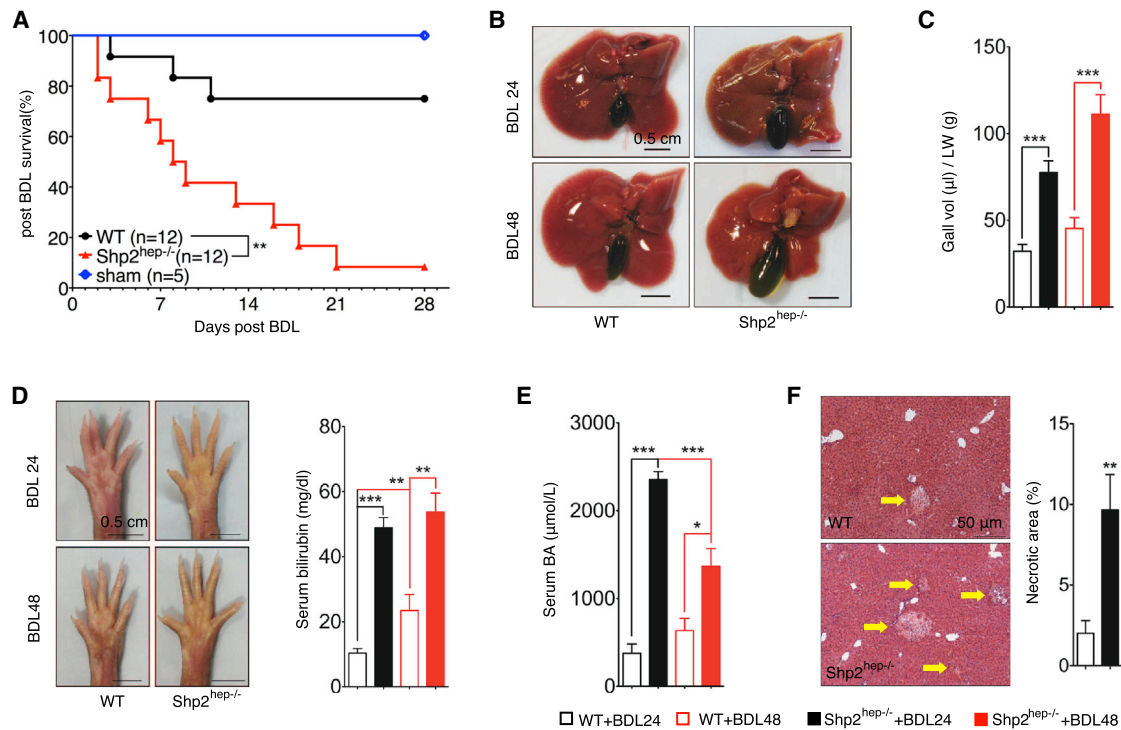 A
post BDL survival(%)
100
80
60
40
20
0
WT (n=12)
Shp2hep-/-(n=12)
sham (n=5)
**
0 7 14 21 28
Days post BDL
B
BDL 24
BDL48
0.5 cm
WT Shp2hep-/-
C
Gall vol (µl) / LW (g)
150
100
50
0
***
***
D
BDL 24
BDL48
0.5 cm
WT Shp2hep-/-
Serum bilirubin (mg/dl)
80
60
40
20
0
** **
***
E
Serum BA (µmol/L)
3000
2000
1000
0
*** ***
*
F
WT
50 µm
Shp2hep-/-
Necrotic area (%)
15
10
5
0
**
WT+BDL24 WT+BDL48 Shp2hep-/-+BDL24 Shp2hep-/-+BDL48